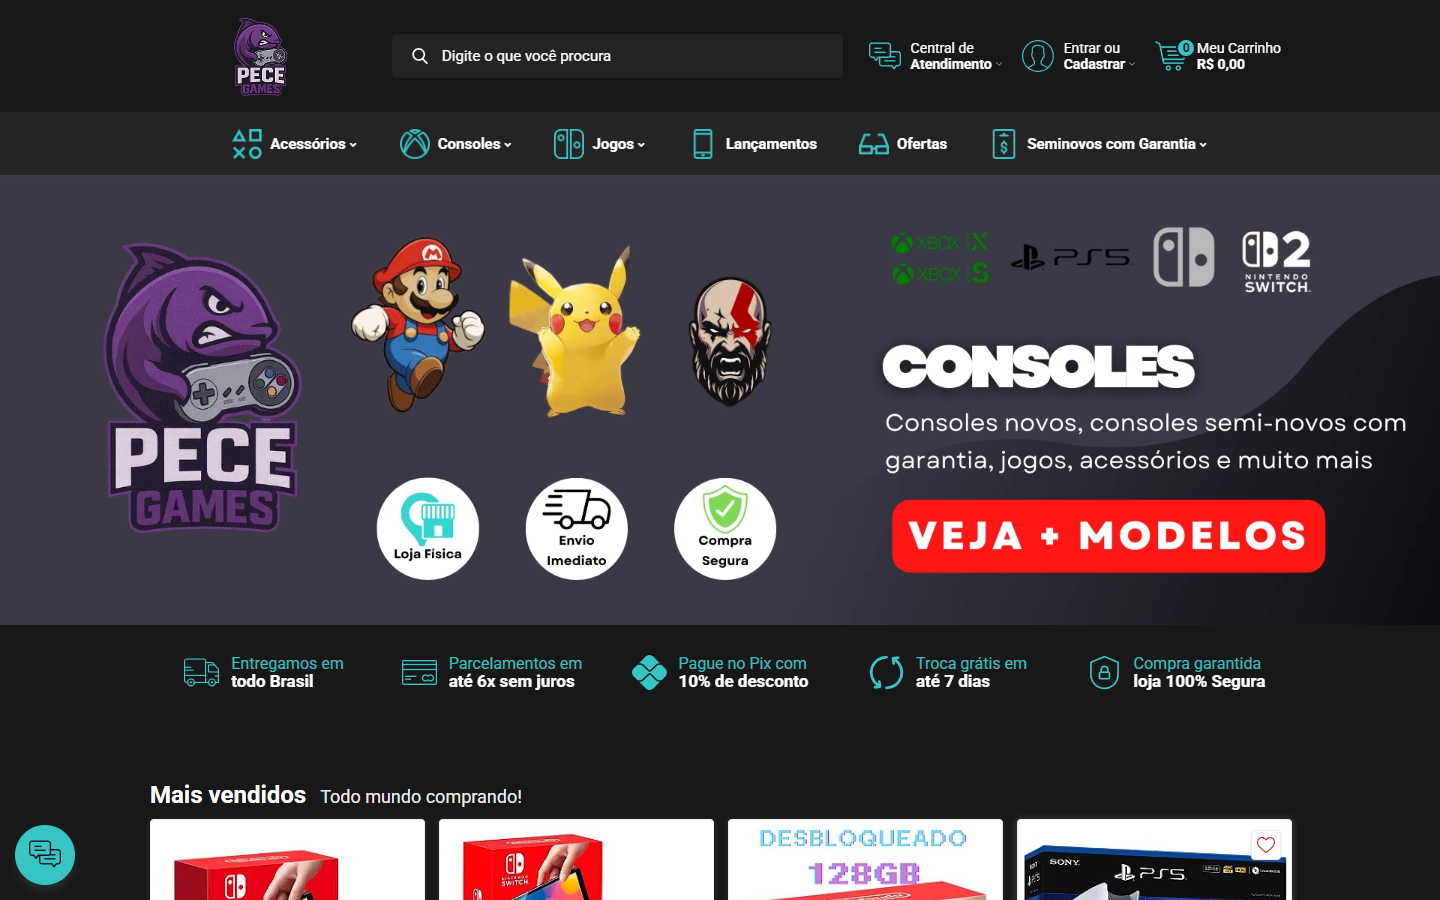 PECE
GAMES
Digite o que você procura
Central de
Atendimento
Entrar ou
Cadastrar
0
Meu Carrinho
R$ 0,00
Acessórios
Consoles
Jogos
Lançamentos
Ofertas
Seminovos com Garantia
PECE
GAMES
Loja Física
Envio
Imediato
Compra
Segura
XBOX X
XBOX S
PS5
2
NINTENDO
SWITCH
CONSOLES
Consoles novos, consoles semi-novos com
garantia, jogos, acessórios e muito mais
VEJA + MODELOS
Entregamos em
todo Brasil
Parcelamentos em
até 6x sem juros
Pague no Pix com
10% de desconto
Troca grátis em
até 7 dias
Compra garantida
loja 100% Segura
Mais vendidos Todo mundo comprando!
NINTENDO
SWITCH
DESBLOQUEADO
128GB
SONY
PS5